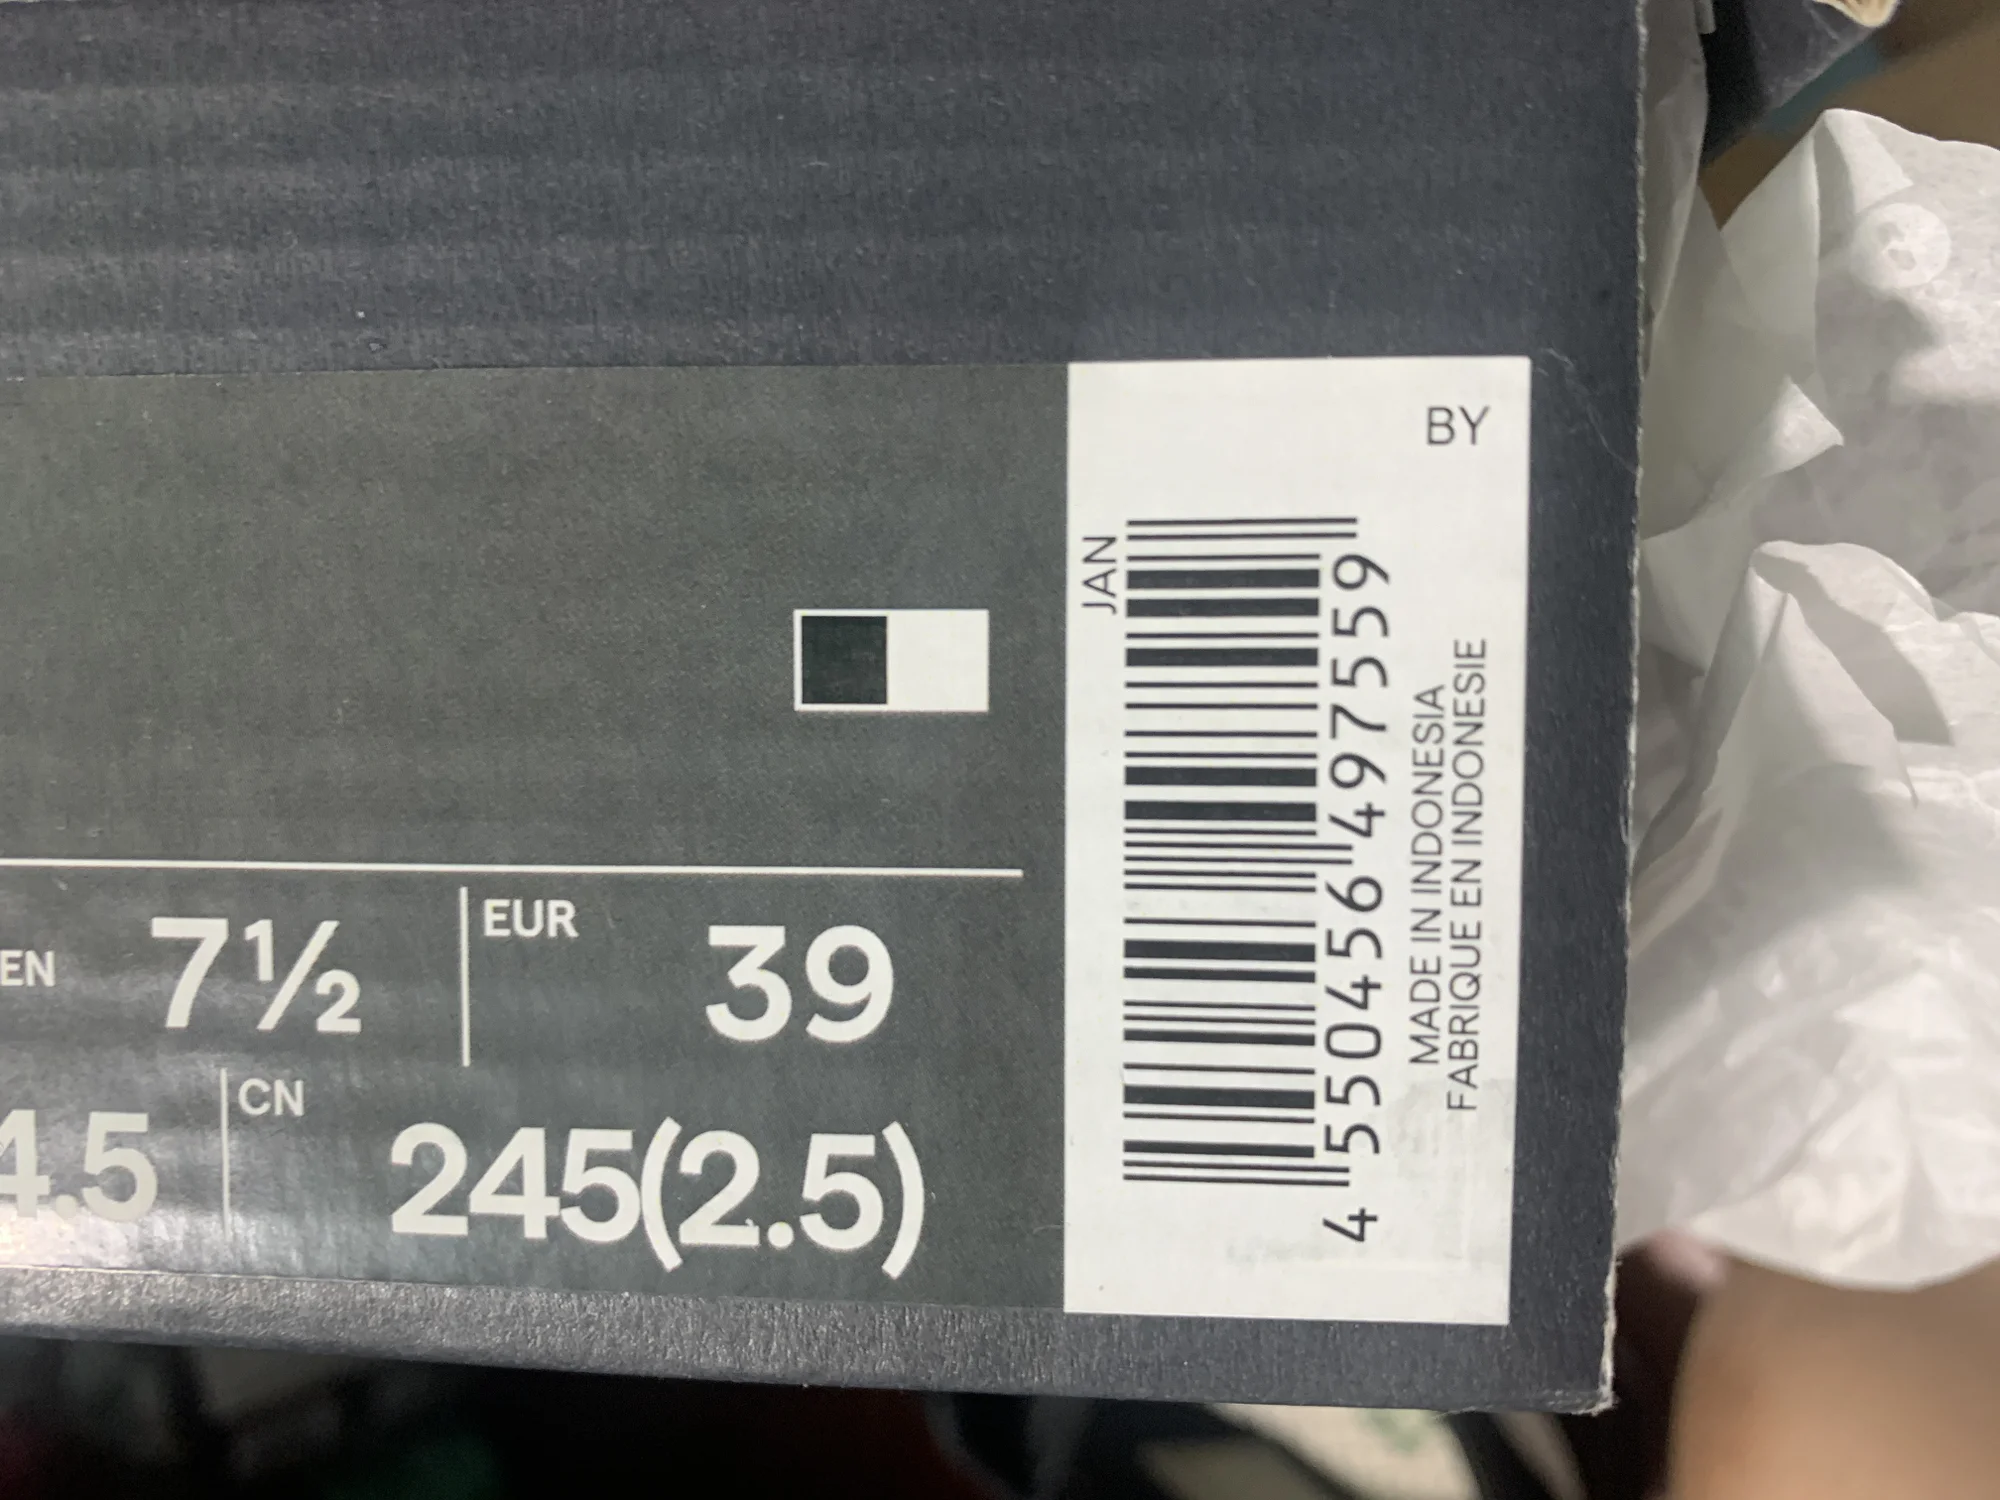 BY
JAN
4 550456 497559
MADE IN INDONESIA
FABRIQUE EN INDONESIE
EN 7½
EUR 39
4.5
CN 245(2.5)